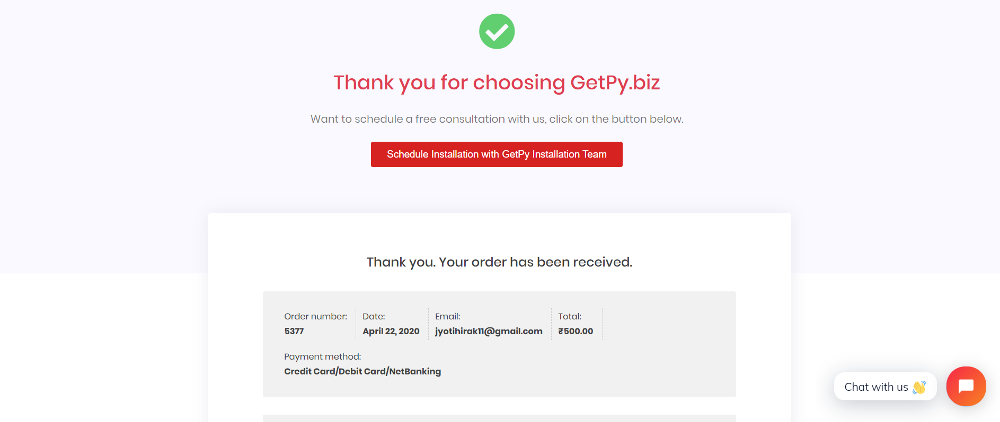 Thank you for choosing GetPy.biz
Want to schedule a free consultation with us, click on the button below.
Schedule Installation with GetPy Installation Team
Thank you. Your order has been received.
Order number:
5377
Date:
April 22, 2020
Email:
jyotihirak11@gmail.com
Total:
₹500.00
Payment method:
Credit Card/Debit Card/NetBanking
Chat with us 👋